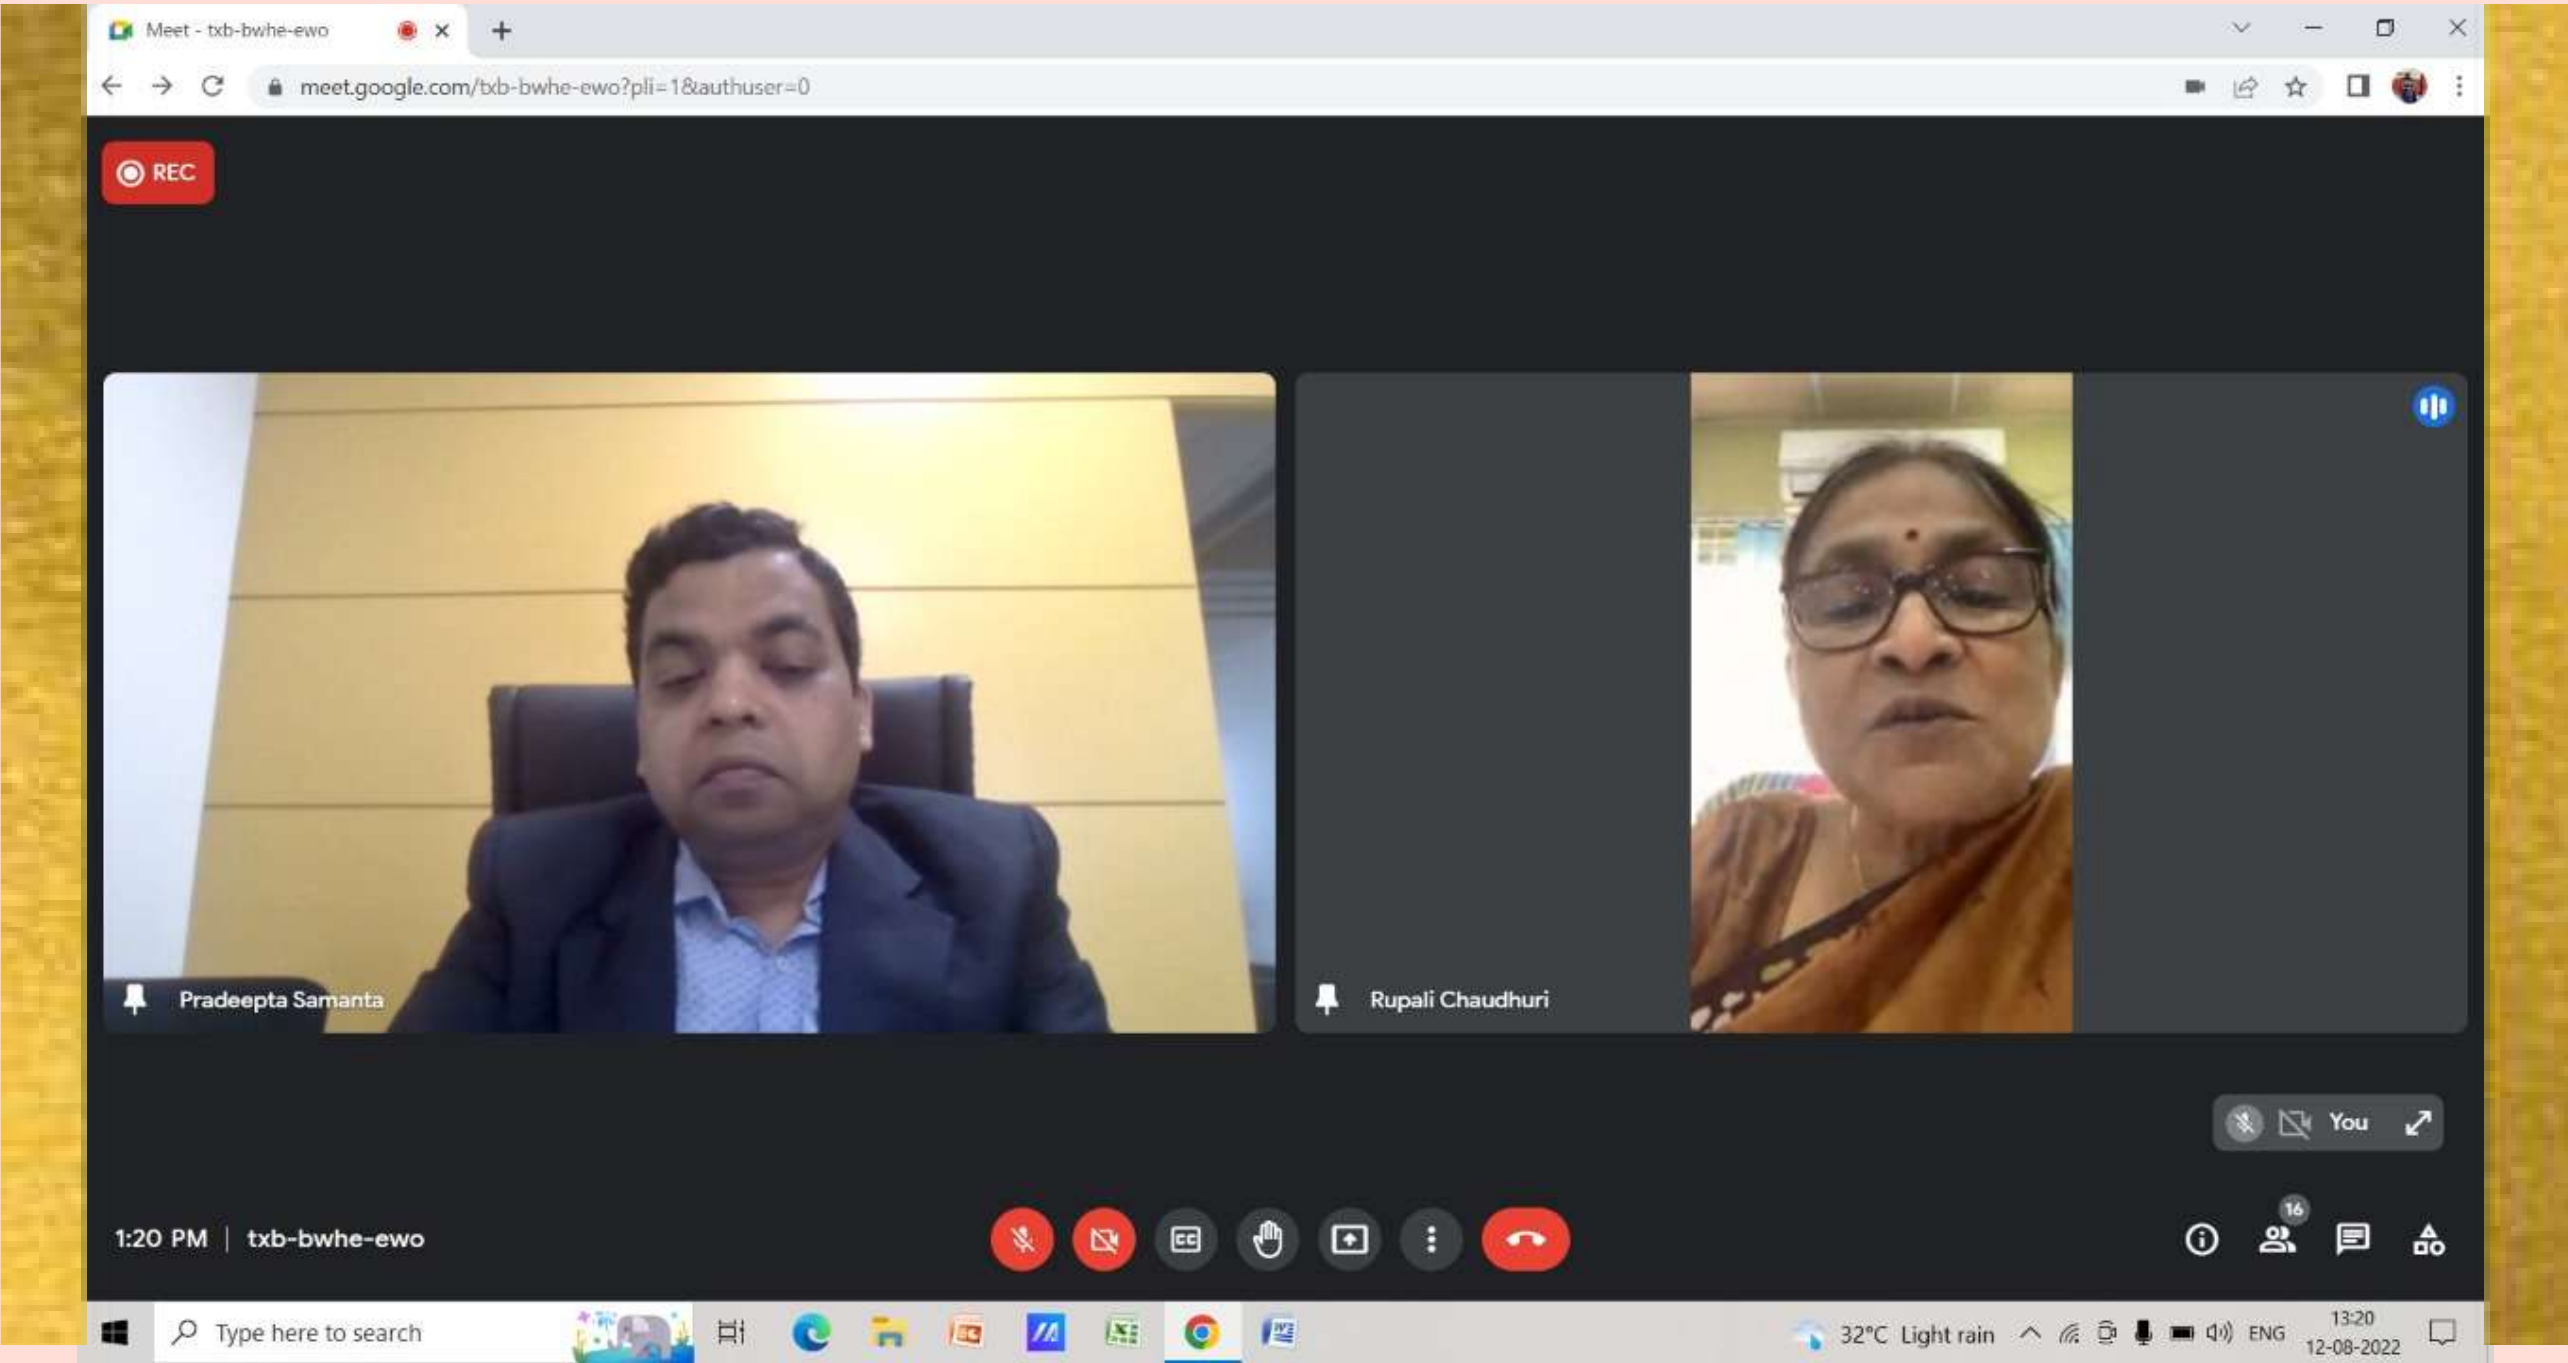 Meet - txb-bwhe-ewo
meet.google.com/txb-bwhe-ewo?pli=1&authuser=0
REC
Pradeepta Samanta
Rupali Chaudhuri
You
16
1:20 PM | txb-bwhe-ewo
CC
Type here to search
32°C Light rain
ENG
13:20
12-08-2022